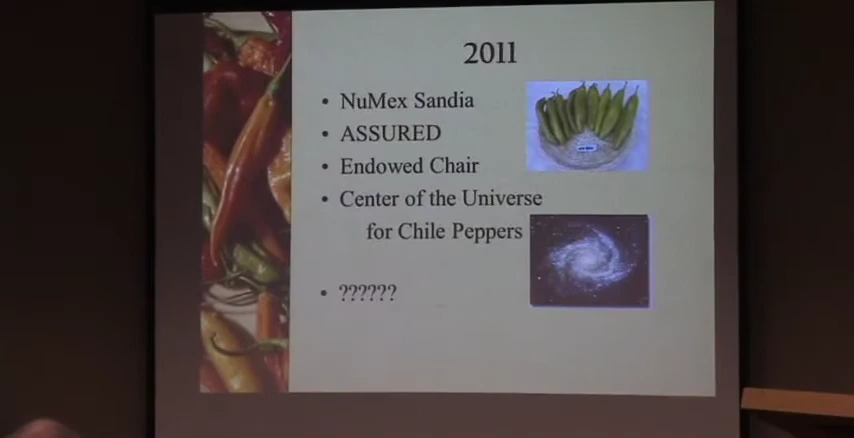 2011
• NuMex Sandia
• ASSURED
• Endowed Chair
• Center of the Universe
for Chile Peppers
• ??????